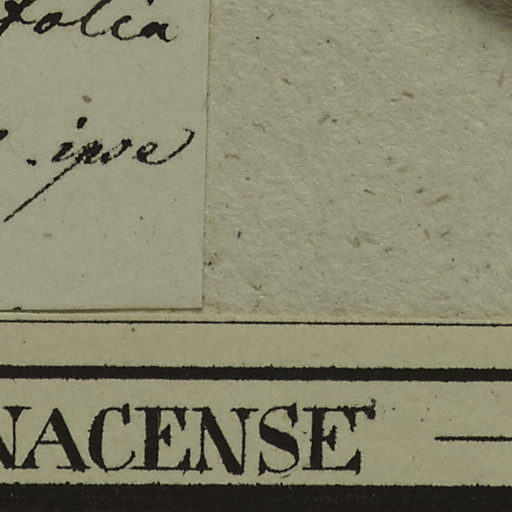 folia
. ipse
NACENSE